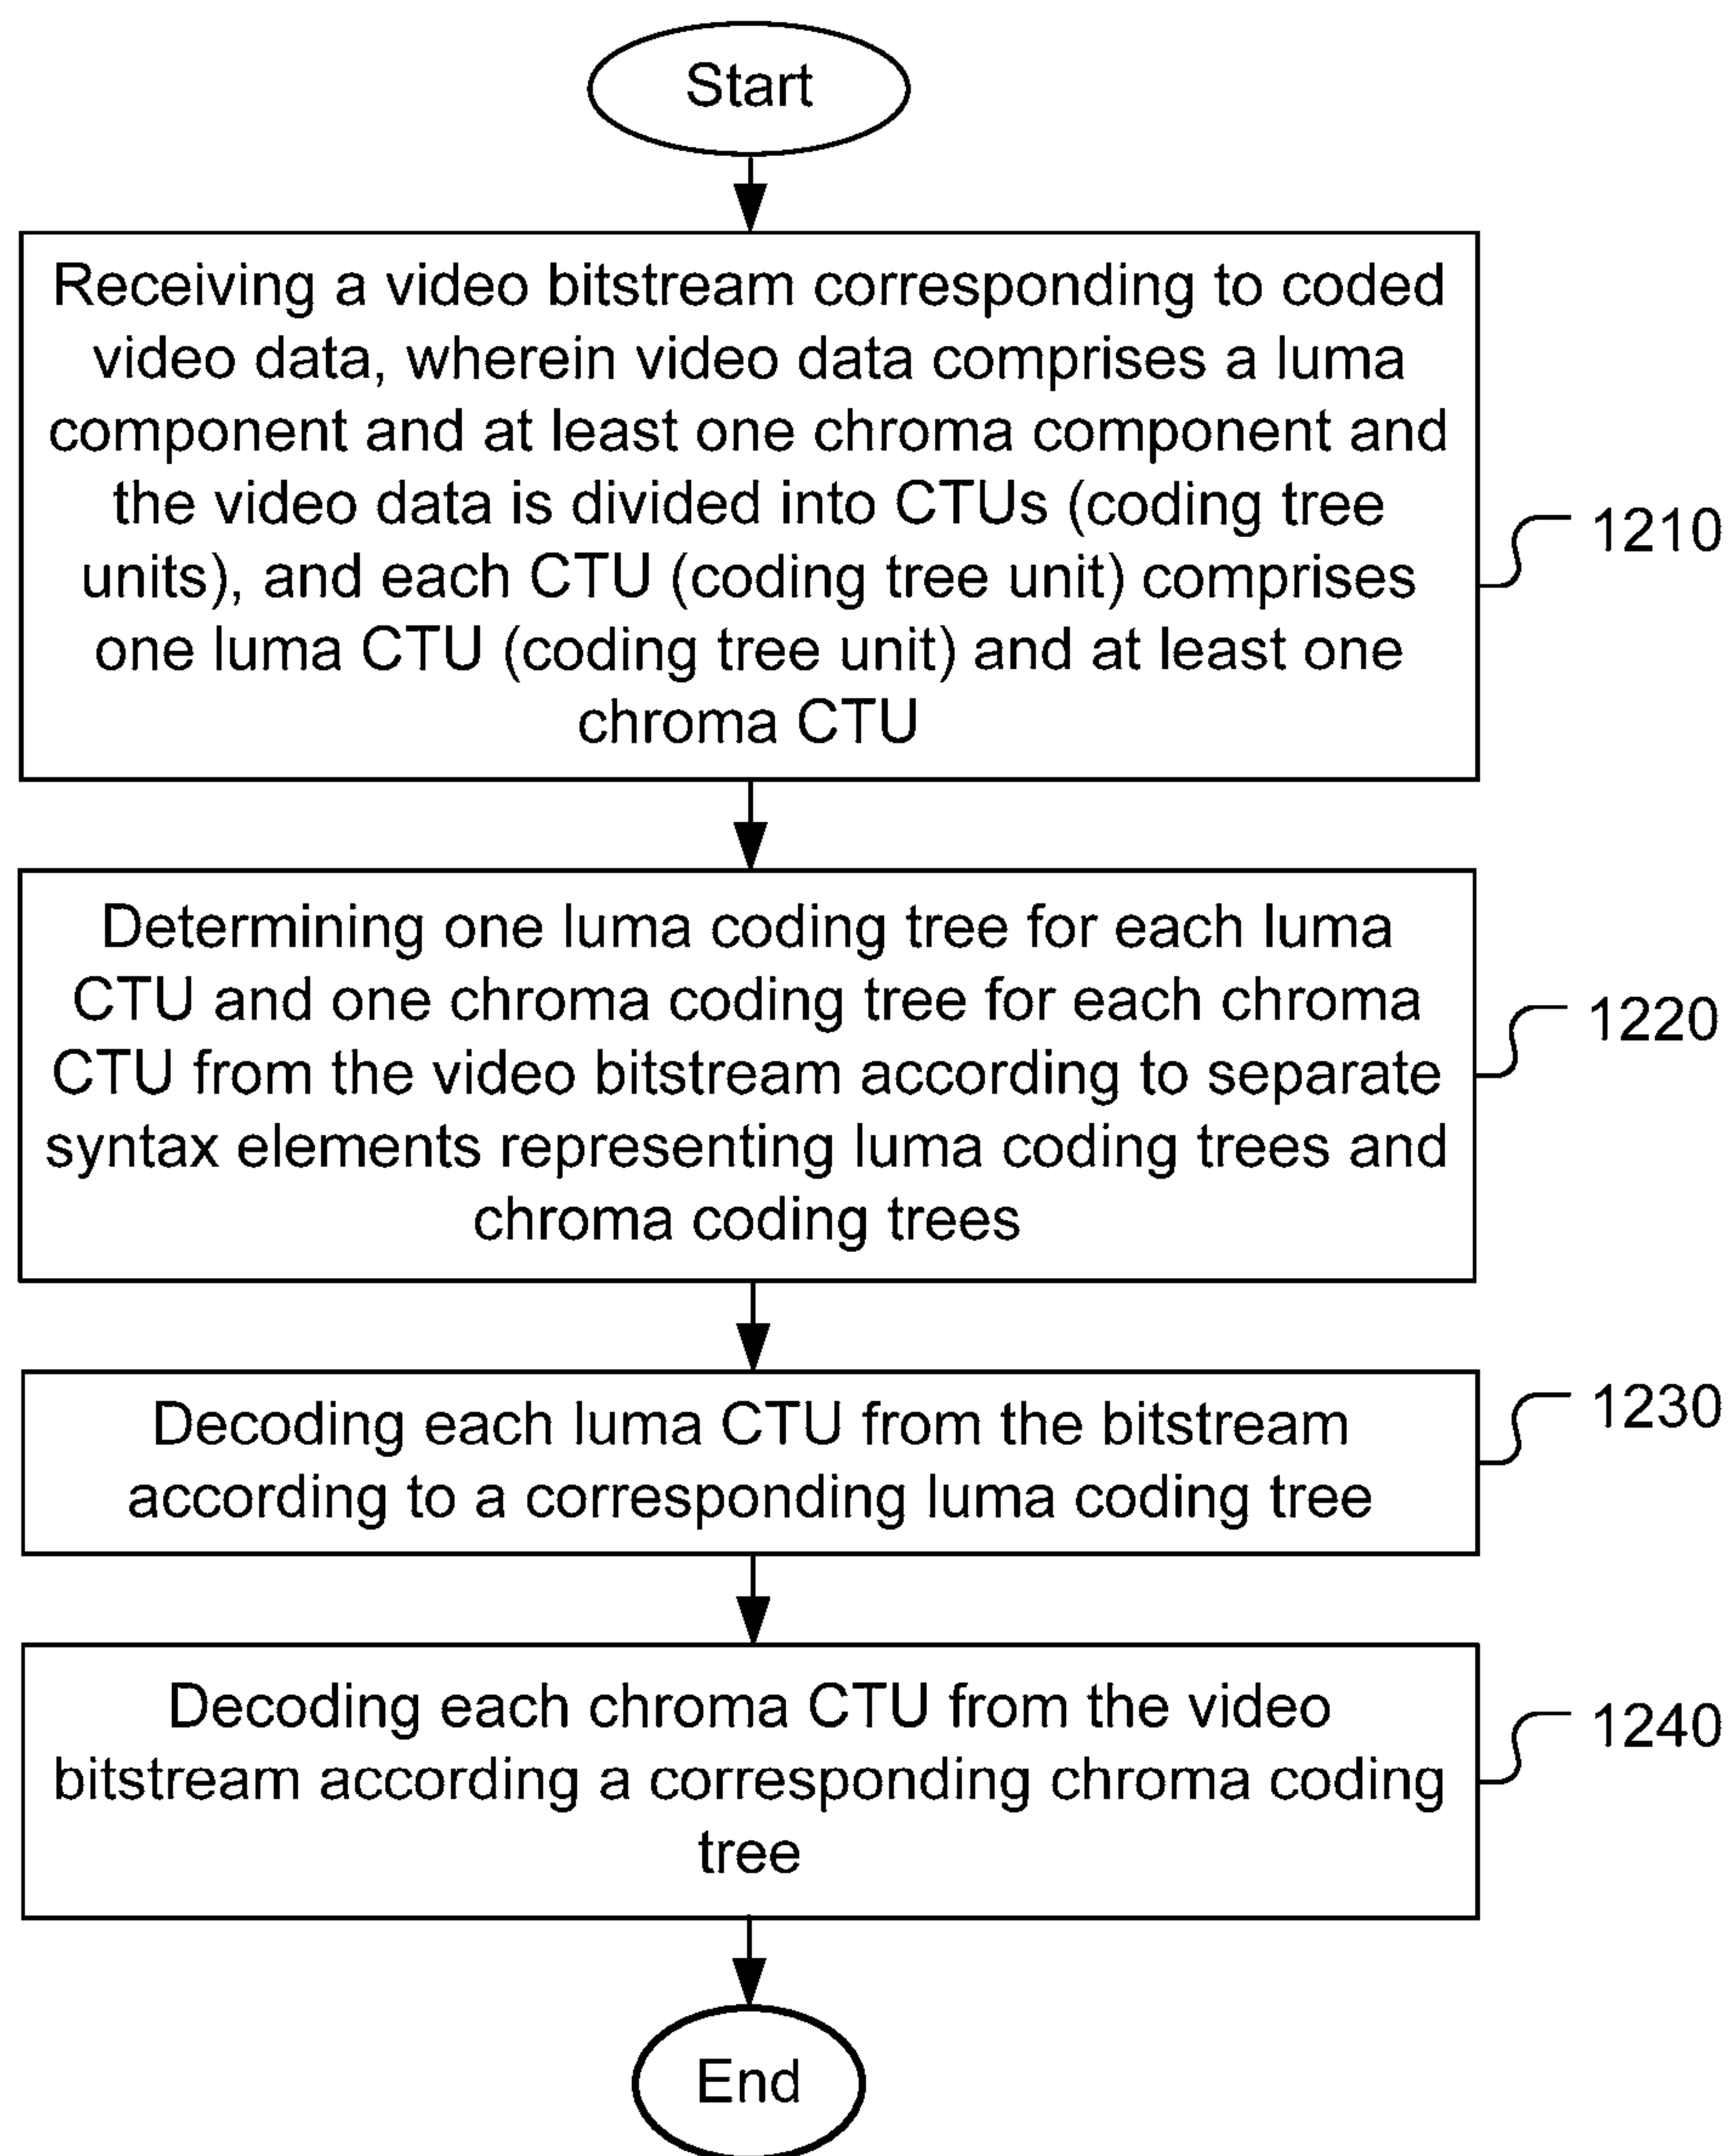 Start
Receiving a video bitstream corresponding to coded
video data, wherein video data comprises a luma
component and at least one chroma component and
the video data is divided into CTUs (coding tree
units), and each CTU (coding tree unit) comprises
one luma CTU (coding tree unit) and at least one
chroma CTU
1210
Determining one luma coding tree for each luma
CTU and one chroma coding tree for each chroma
CTU from the video bitstream according to separate
syntax elements representing luma coding trees and
chroma coding trees
1220
Decoding each luma CTU from the bitstream
according to a corresponding luma coding tree
1230
Decoding each chroma CTU from the video
bitstream according a corresponding chroma coding
tree
1240
End